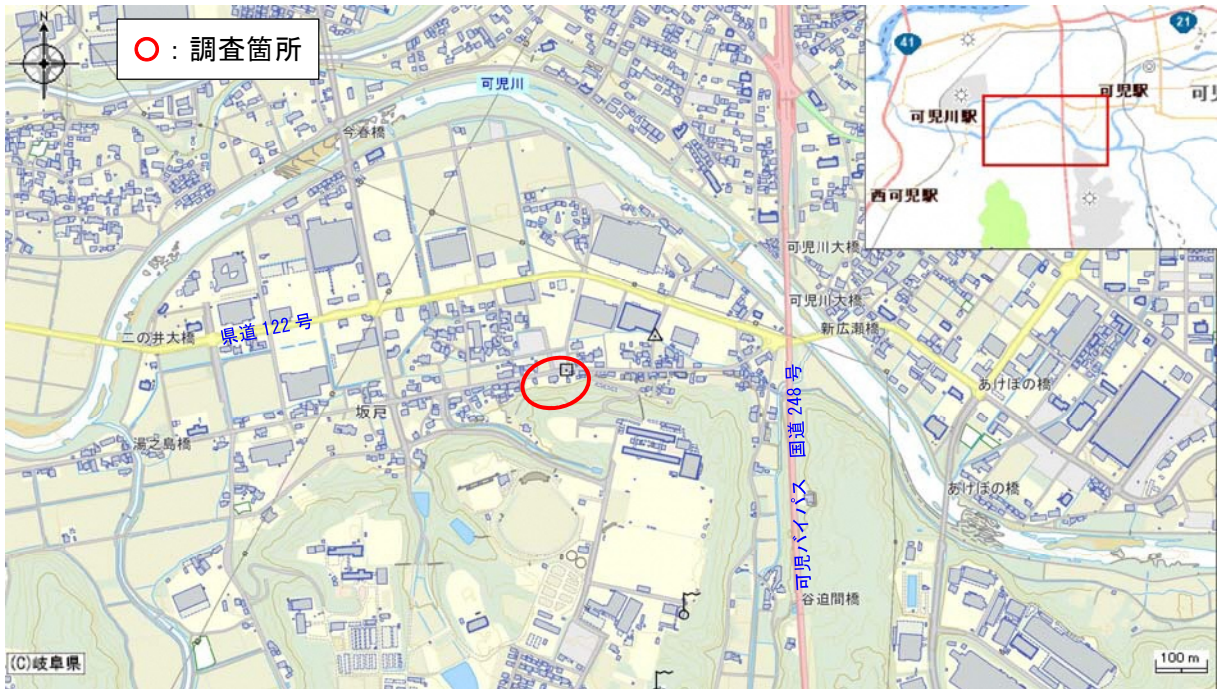 N
○：調査箇所
可児川
今春橋
41
21
可児駅
可児
可児川駅
西可児駅
可児川大橋
可児川大橋
新広瀬橋
二の井大橋
県道 122 号
あけぼの橋
坂戸
国道 248 号
湯之島橋
あけぼの橋
可児バイパス
谷迫間橋
(C)岐阜県
100 m